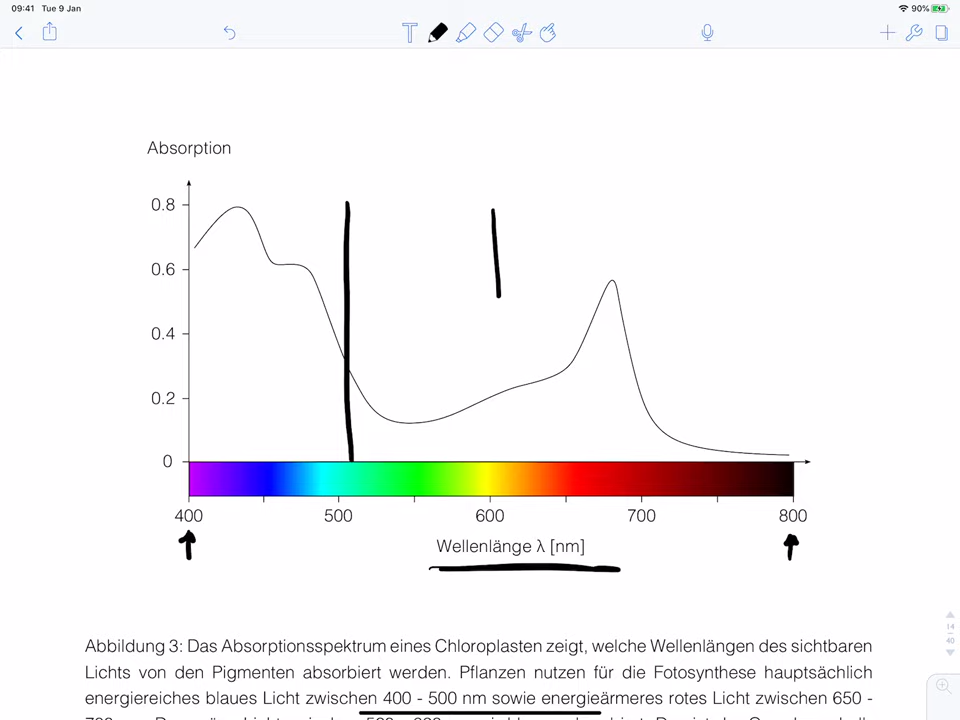 09:41 Tue 9 Jan
90%
T
Absorption
0.8
0.6
0.4
0.2
0
400 500 600 700 800
Wellenlänge λ [nm]
Abbildung 3: Das Absorptionsspektrum eines Chloroplasten zeigt, welche Wellenlängen des sichtbaren
Lichts von den Pigmenten absorbiert werden. Pflanzen nutzen für die Fotosynthese hauptsächlich
energiereiches blaues Licht zwischen 400 - 500 nm sowie energieärmeres rotes Licht zwischen 650 -